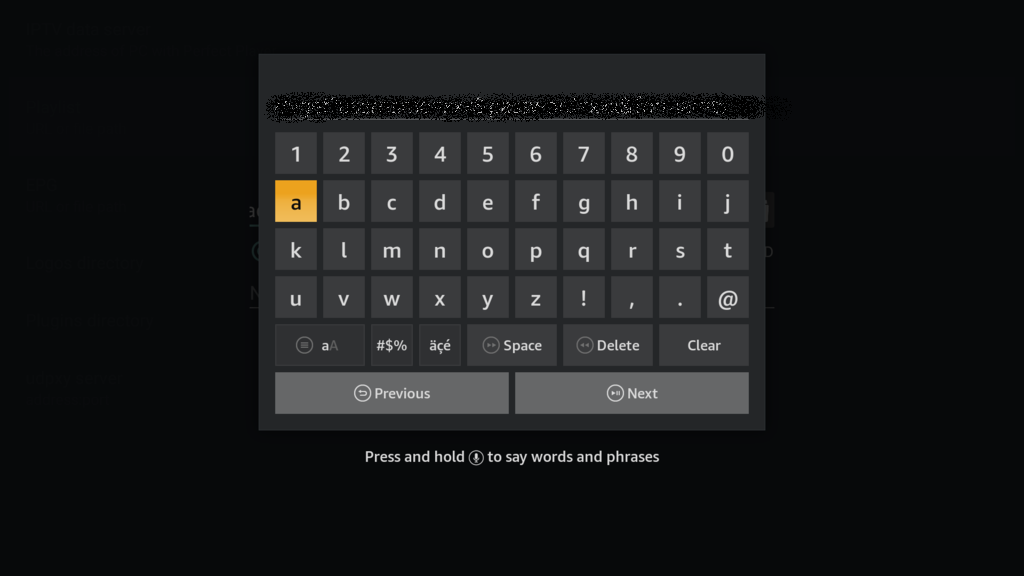 1 2 3 4 5 6 7 8 9 0
a b c d e f g h i j
k l m n o p q r s t
u v w x y z ! , . @
aA #$% äçé Space Delete Clear
Previous Next
Press and hold to say words and phrases